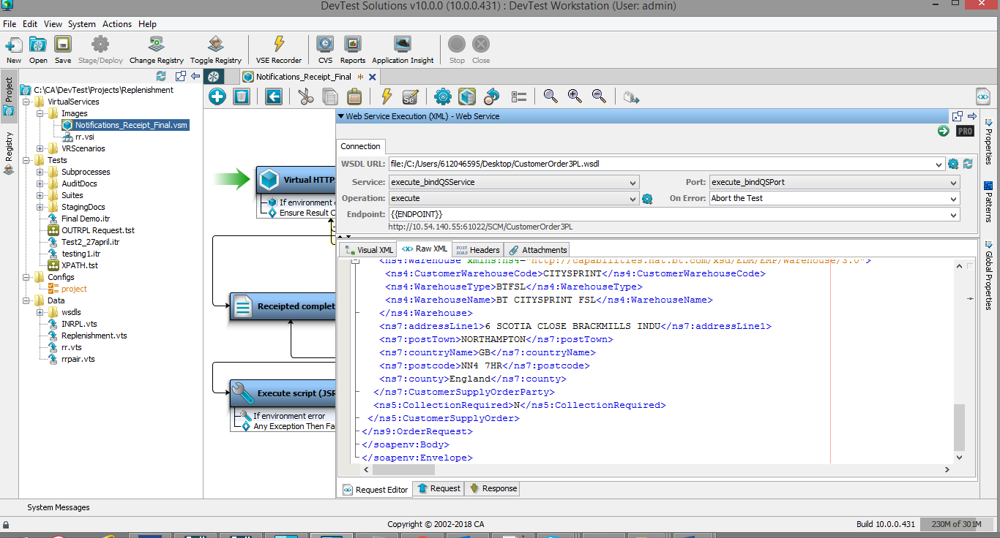 DevTest Solutions v10.0.0 (10.0.0.431) : DevTest Workstation (User: admin)
File Edit View System Actions Help
New Open Save Stage/Deploy Change Registry Toggle Registry VSE Recorder CVS Reports Application Insight Stop Close
Project
Registry
C:\CA\DevTest\Projects\Replenishment
VirtualServices
Images
Notifications_Receipt_Final.vsm
rr.vsi
VRScenarios
Tests
Subprocesses
AuditDocs
Suites
StagingDocs
Final Demo.itr
OUTRPL Request.tst
Test2_27april.itr
testing1.itr
XPATH.tst
Configs
project
Data
wsdls
INRPL.vts
Replenishment.vts
rr.vts
rrpair.vts
Notifications_Receipt_Final *
Virtual HTTP
If environment
Ensure Result C
Receipted complet
Execute script (JSR
If environment error
Any Exception Then Fa
Web Service Execution (XML) - Web Service
PRO
Connection
WSDL URL: file:/C:/Users/612046595/Desktop/CustomerOrder3PL.wsdl
Service: execute_bindQSService Port: execute_bindQSPort
Operation: execute On Error: Abort the Test
Endpoint: {{ENDPOINT}}
http://10.54.140.55:61022/SCM/CustomerOrder3PL
Visual XML Raw XML POST SOAP Headers Attachments
<ns4:Warehouse xmlns:ns4="http://capabilities.nat.bt.com/xsd/EDM/EMP/Warehouse/3.0">
<ns4:CustomerWarehouseCode>CITYSPRINT</ns4:CustomerWarehouseCode>
<ns4:WarehouseType>BTFSL</ns4:WarehouseType>
<ns4:WarehouseName>BT CITYSPRINT FSL</ns4:WarehouseName>
</ns4:Warehouse>
<ns7:addressLine1>6 SCOTIA CLOSE BRACKMILLS INDU</ns7:addressLine1>
<ns7:postTown>NORTHAMPTON</ns7:postTown>
<ns7:countryName>GB</ns7:countryName>
<ns7:postcode>NN4 7HR</ns7:postcode>
<ns7:county>England</ns7:county>
</ns7:CustomerSupplyOrderParty>
<ns5:CollectionRequired>N</ns5:CollectionRequired>
</ns5:CustomerSupplyOrder>
</ns9:OrderRequest>
</soapenv:Body>
</soapenv:Envelope>
Request Editor Request Response
Properties
Patterns
Global Properties
System Messages
Copyright © 2002-2018 CA
Build 10.0.0.431 230M of 301M